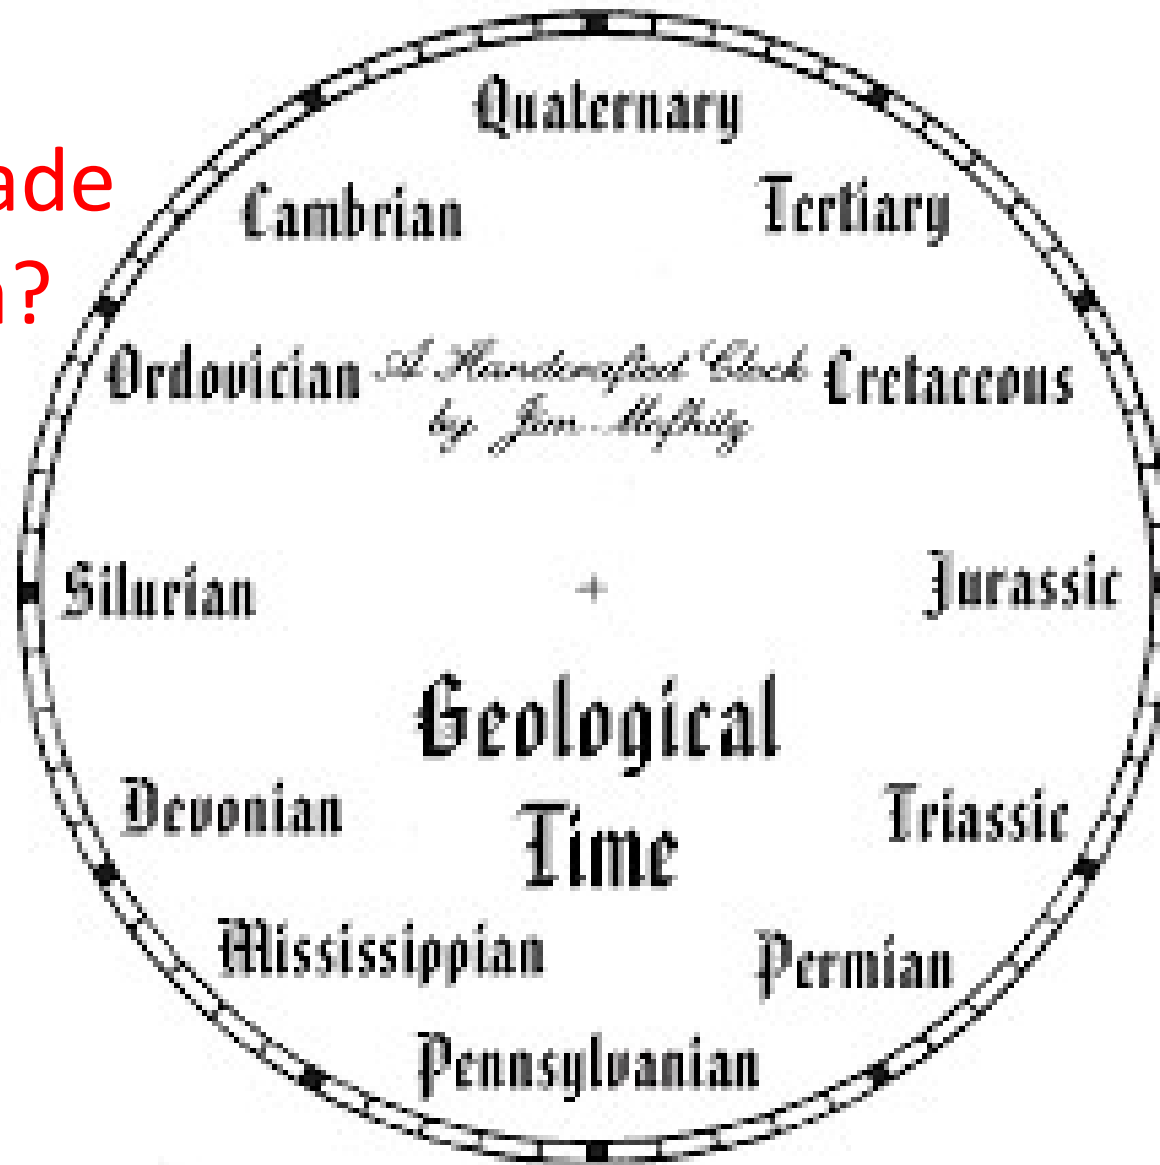 Quaternary
ade
Cambrian Tertiary
?
Ordovician A Handcrafted Clock Cretaceous
by Jim
Silurian Jurassic
Geological
Devonian Triassic
Time
Mississippian Permian
Pennsylvanian